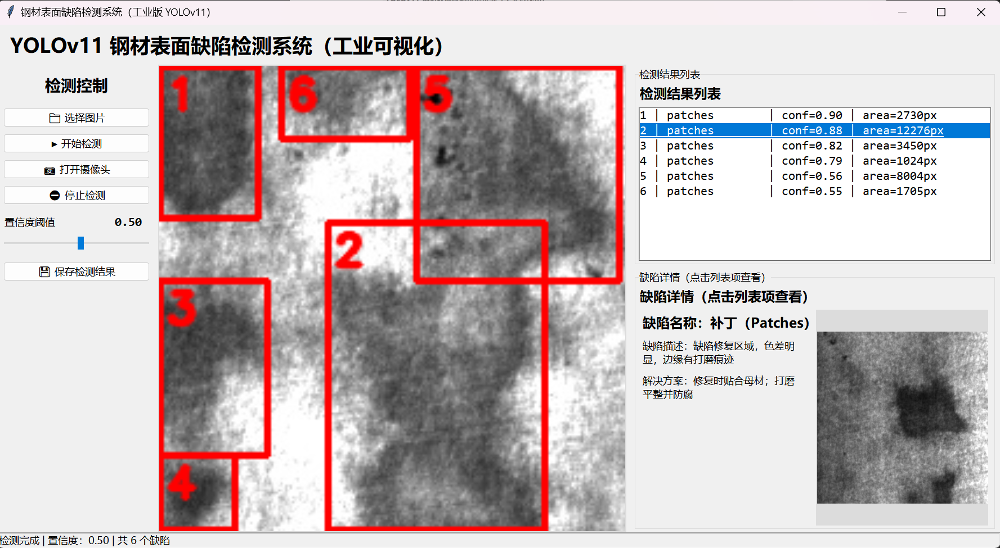 钢材表面缺陷检测系统（工业版 YOLOv11）
YOLOv11 钢材表面缺陷检测系统（工业可视化）
检测控制
选择图片
开始检测
打开摄像头
停止检测
置信度阈值 0.50
保存检测结果
1
6
5
2
3
4
检测结果列表
检测结果列表
1 | patches | conf=0.90 | area=2730px
2 | patches | conf=0.88 | area=12276px
3 | patches | conf=0.82 | area=3450px
4 | patches | conf=0.79 | area=1024px
5 | patches | conf=0.56 | area=8004px
6 | patches | conf=0.55 | area=1705px
缺陷详情（点击列表项查看）
缺陷详情（点击列表项查看）
缺陷名称：补丁（Patches）
缺陷描述：缺陷修复区域，色差明
显，边缘有打磨痕迹
解决方案：修复时贴合母材；打磨
平整并防腐
检测完成 | 置信度：0.50 | 共 6 个缺陷